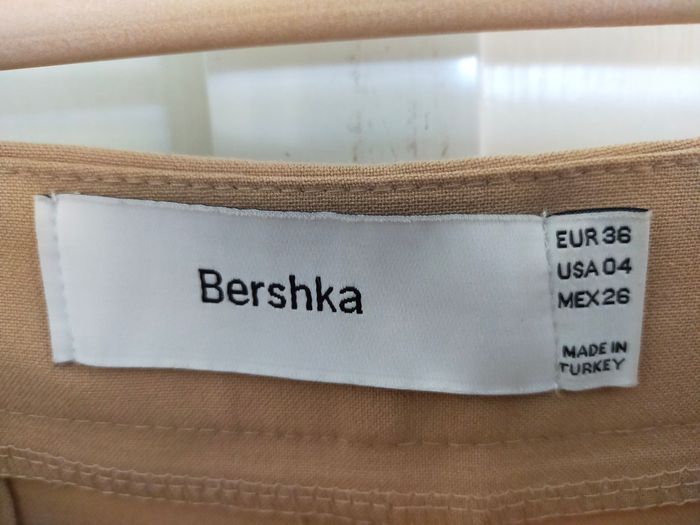 Bershka
EUR 36
USA 04
MEX 26
MADE IN
TURKEY